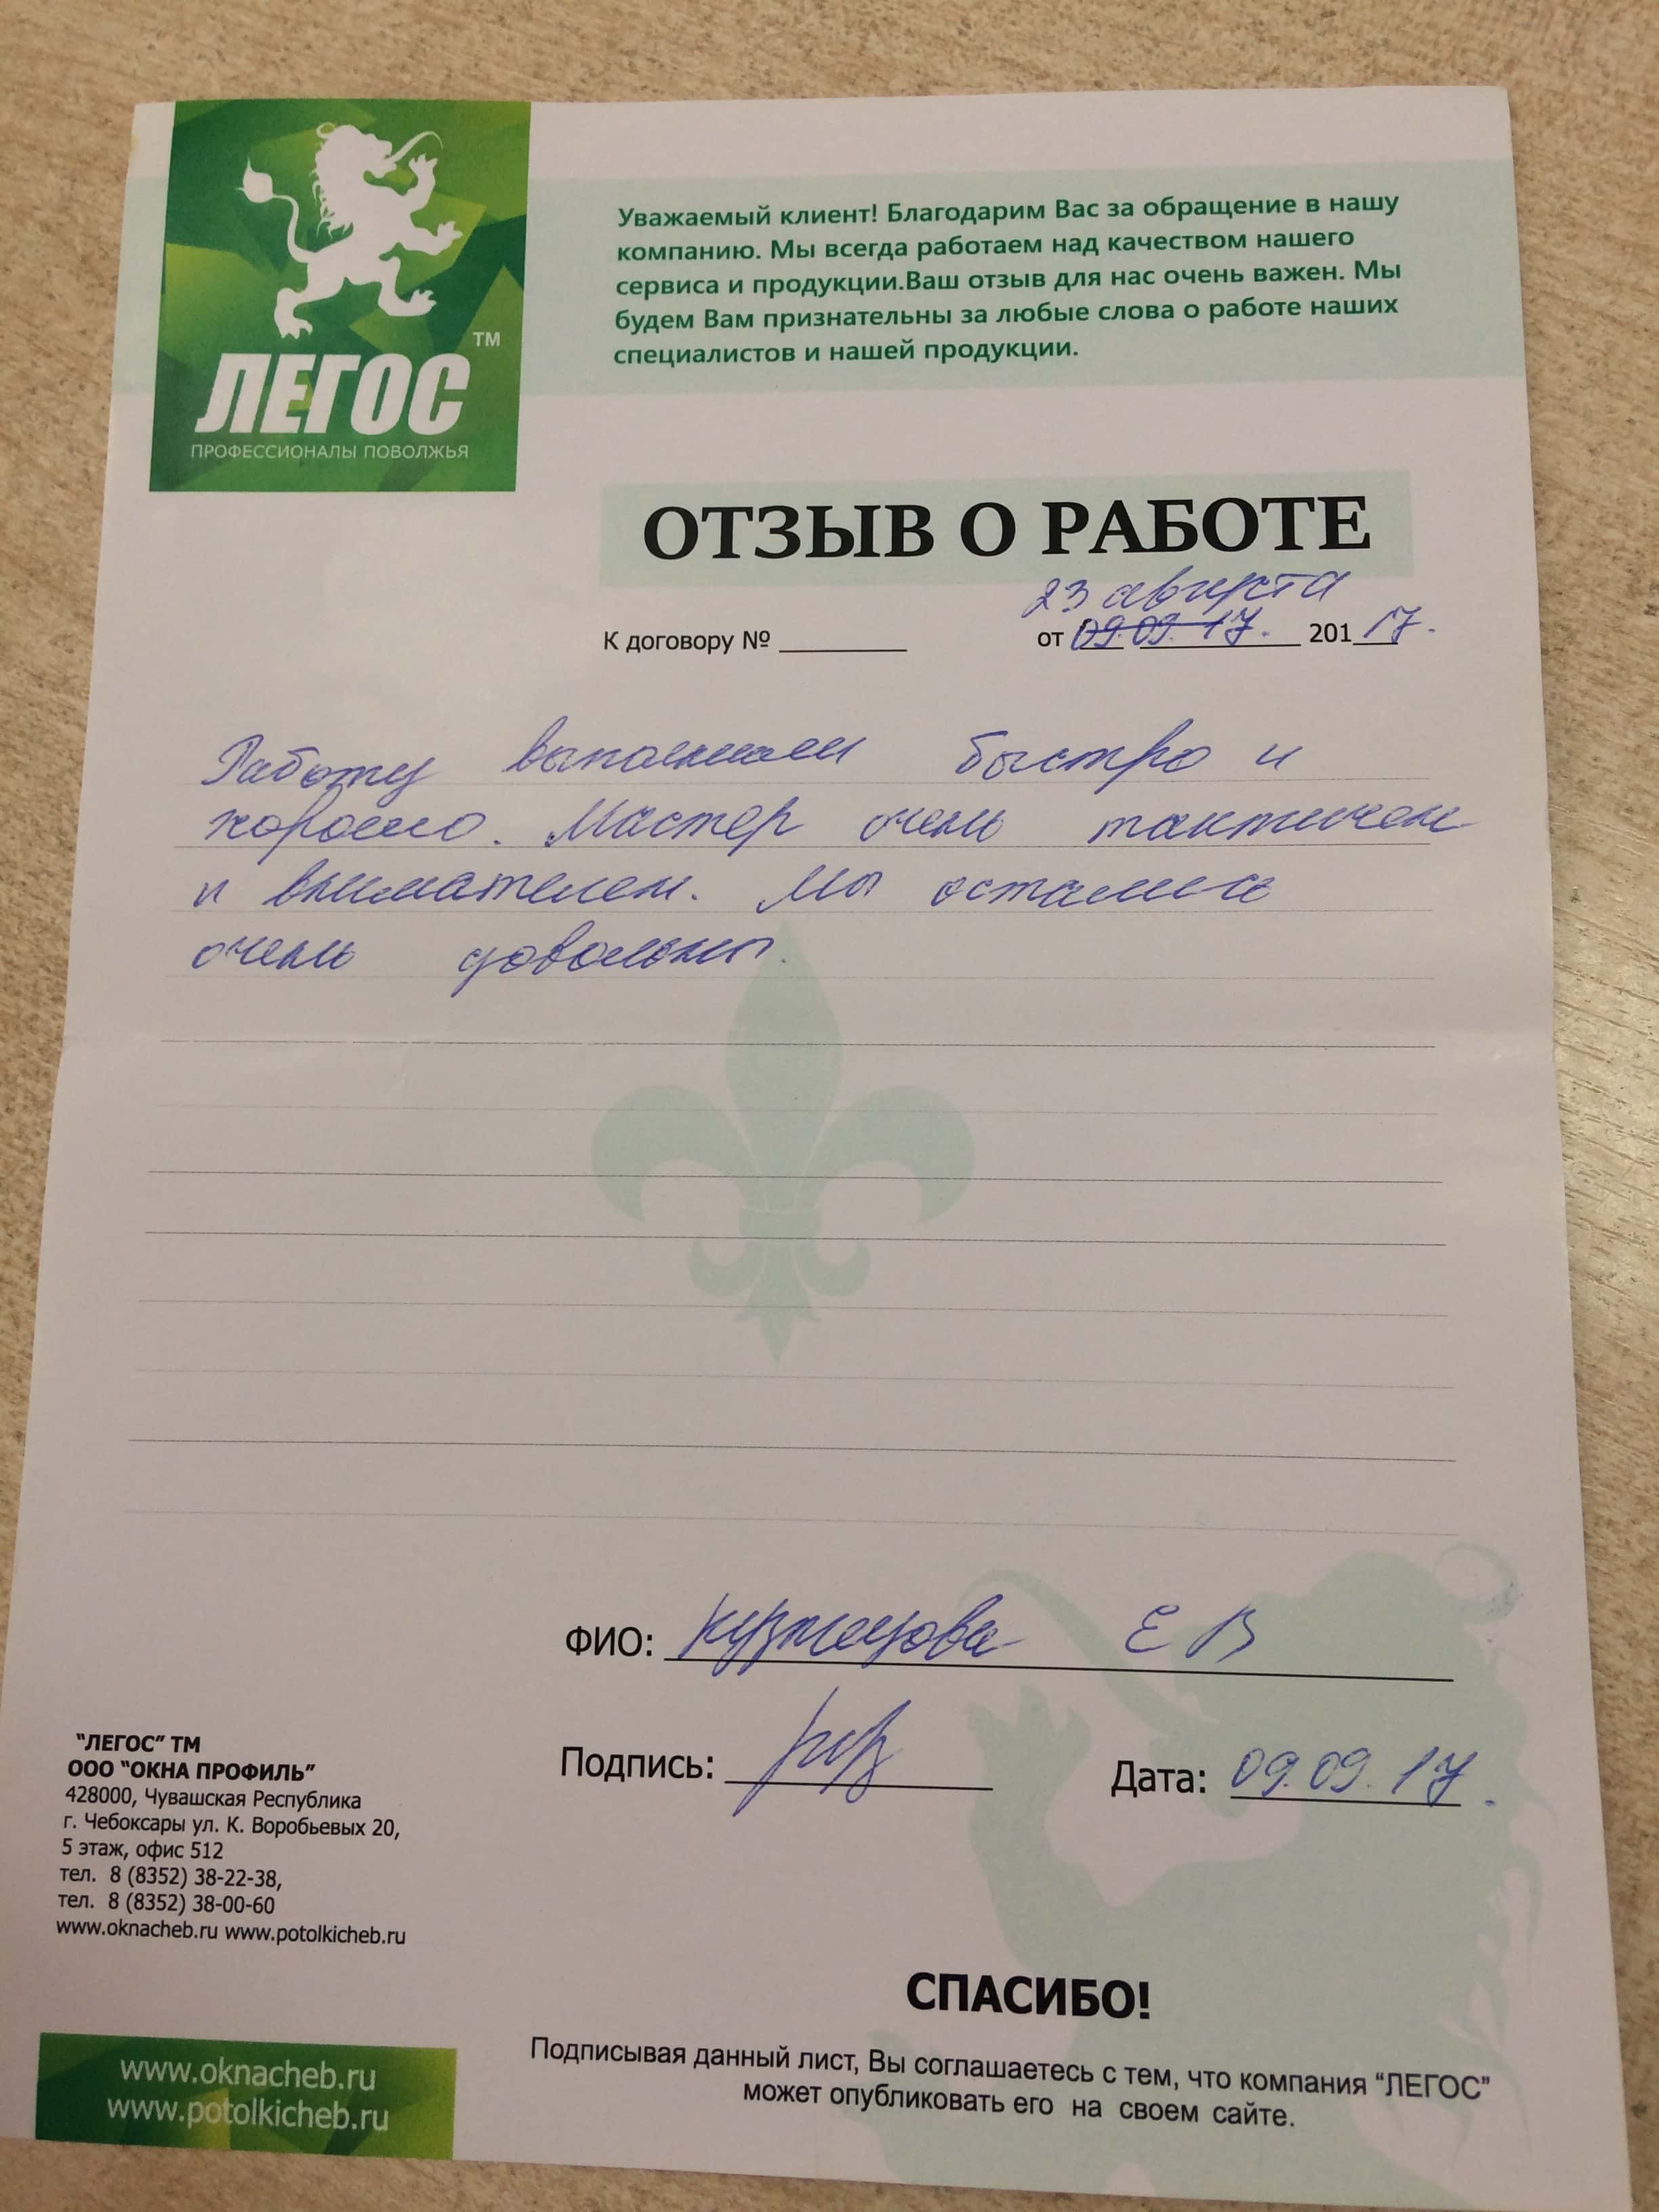 ЛЕГОС ТМ
ПРОФЕССИОНАЛЫ ПОВОЛЖЬЯ
Уважаемый клиент! Благодарим Вас за обращение в нашу
компанию. Мы всегда работаем над качеством нашего
сервиса и продукции.Ваш отзыв для нас очень важен. Мы
будем Вам признательны за любые слова о работе наших
специалистов и нашей продукции.
ОТЗЫВ О РАБОТЕ
23 августа
К договору № от 09.09.17. 2017.
Работу выполнили быстро и
хорошо. Мастер очень тактичен
и внимателен. Мы остались
очень довольны.
ФИО: Е В
Подпись: Дата: 09.09.17.
"ЛЕГОС" ТМ
ООО "ОКНА ПРОФИЛЬ"
428000, Чувашская Республика
г. Чебоксары ул. К. Воробьевых 20,
5 этаж, офис 512
тел. 8 (8352) 38-22-38,
тел. 8 (8352) 38-00-60
www.oknacheb.ru www.potolkicheb.ru
СПАСИБО!
Подписывая данный лист, Вы соглашаетесь с тем, что компания "ЛЕГОС"
может опубликовать его на своем сайте.
www.oknacheb.ru
www.potolkicheb.ru